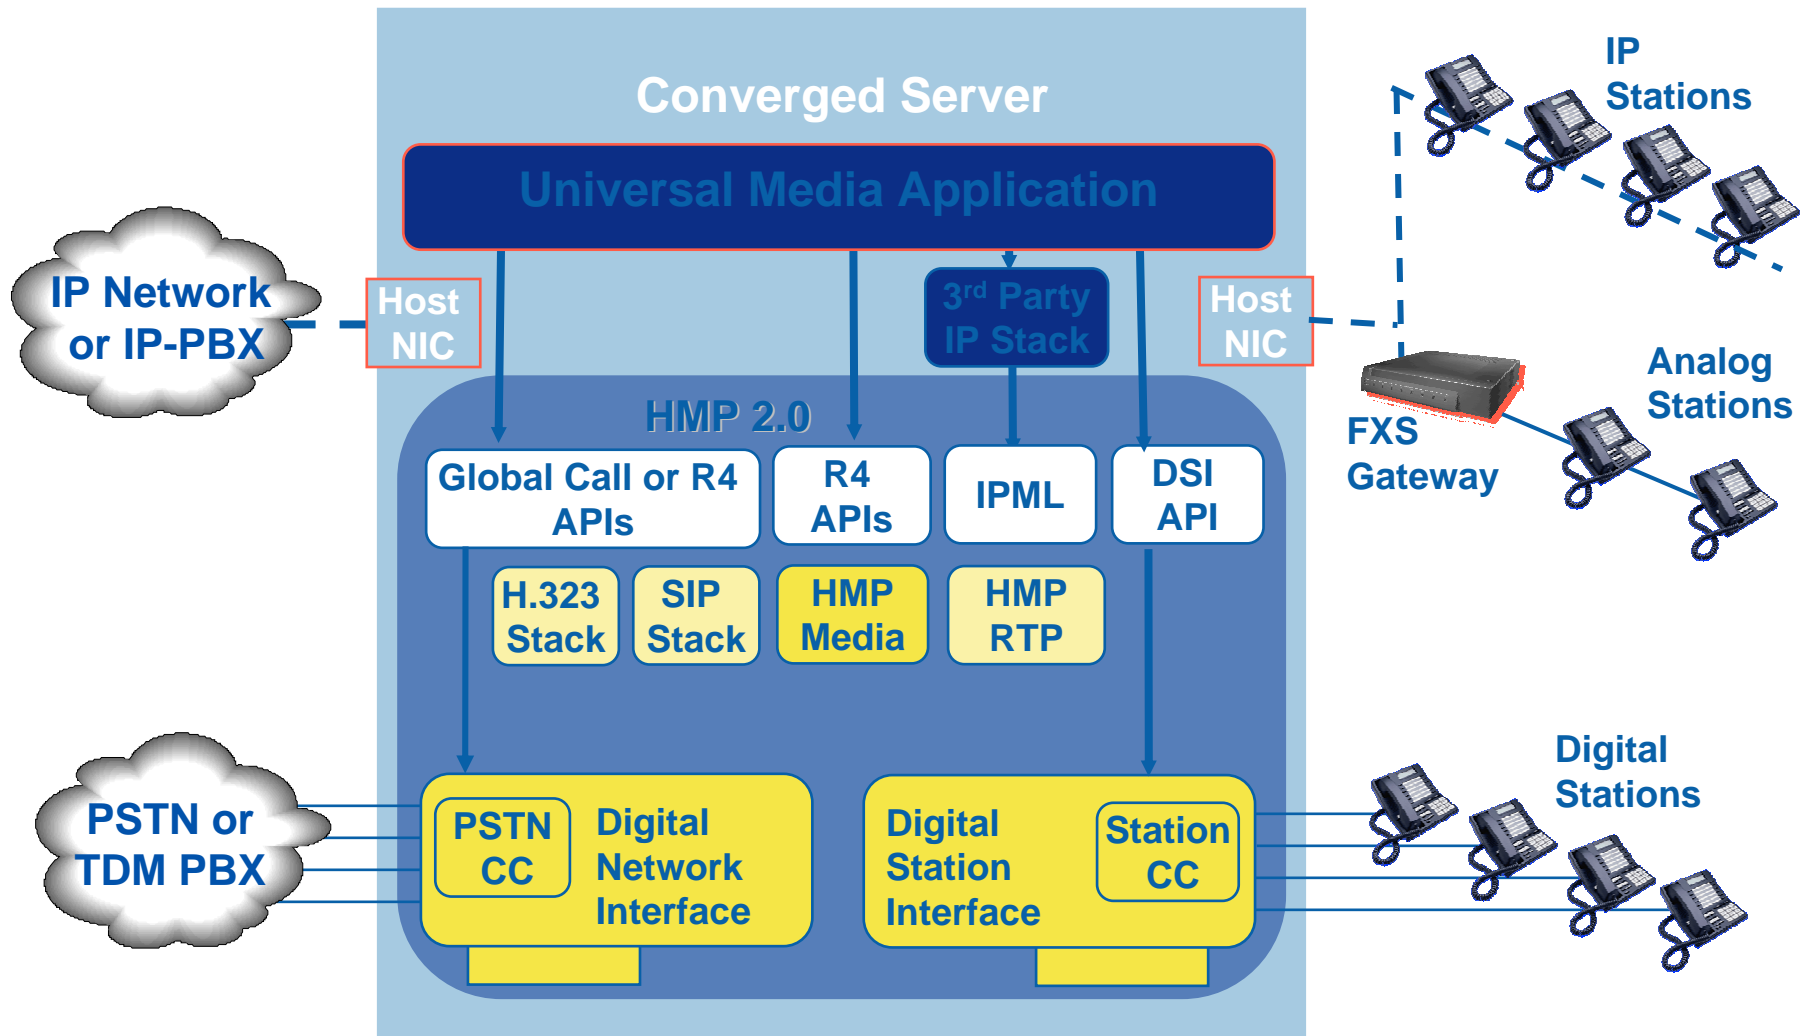 Converged Server
Universal Media Application
IP Network
or IP-PBX
Host
NIC
3rd Party
IP Stack
Host
NIC
IP
Stations
Analog
Stations
FXS
Gateway
HMP 2.0
Global Call or R4
APIs
R4
APIs
IPML
DSI
API
H.323
Stack
SIP
Stack
HMP
Media
HMP
RTP
PSTN or
TDM PBX
PSTN
CC
Digital
Network
Interface
Digital
Station
Interface
Station
CC
Digital
Stations